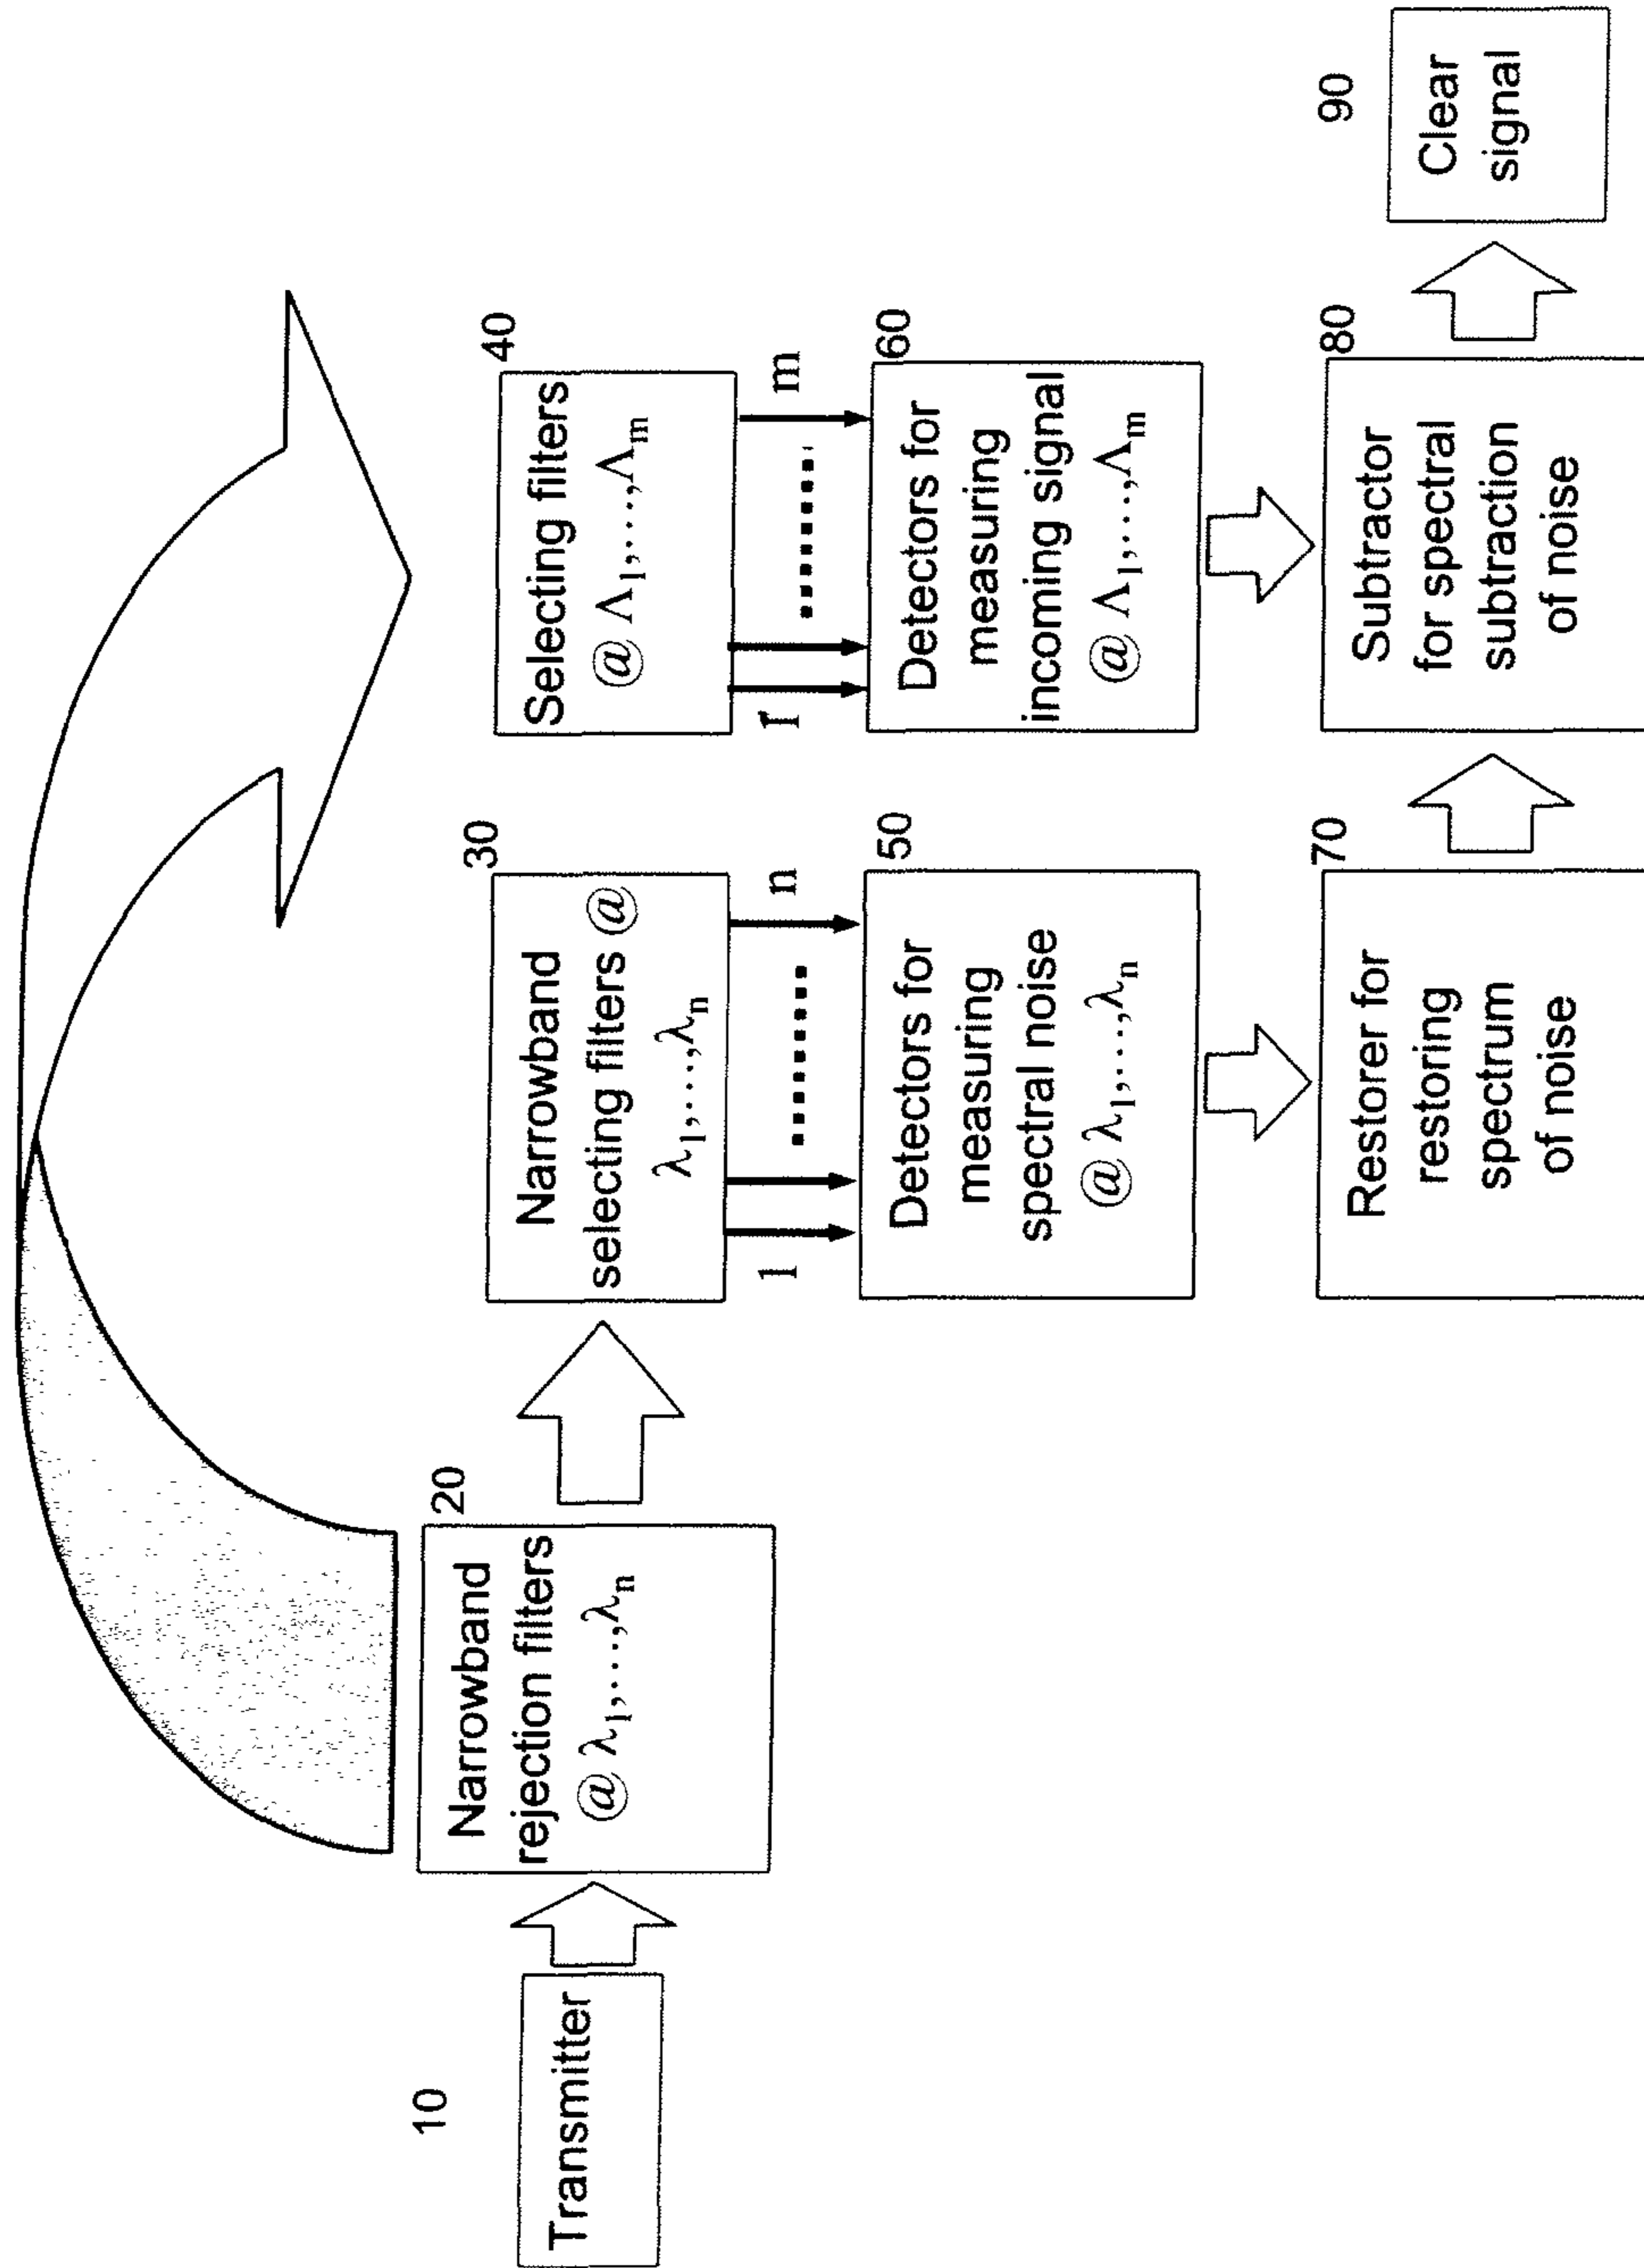 10
Transmitter
20
Narrowband
rejection filters
@ λ₁,...,λₙ
30
Narrowband
selecting filters @
λ₁,...,λₙ
1
n
40
Selecting filters
@ Λ₁,...,Λₘ
1
m
50
Detectors for
measuring
spectral noise
@ λ₁,...,λₙ
60
Detectors for
measuring
incoming signal
@ Λ₁,...,Λₘ
70
Restorer for
restoring
spectrum
of noise
80
Subtractor
for spectral
subtraction
of noise
90
Clear
signal